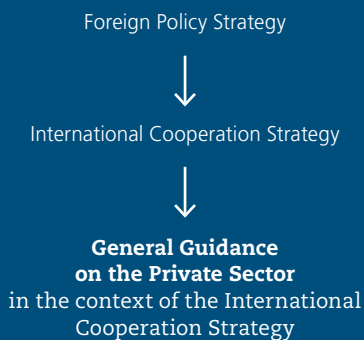 Foreign Policy Strategy
International Cooperation Strategy
General Guidance
on the Private Sector
in the context of the International
Cooperation Strategy